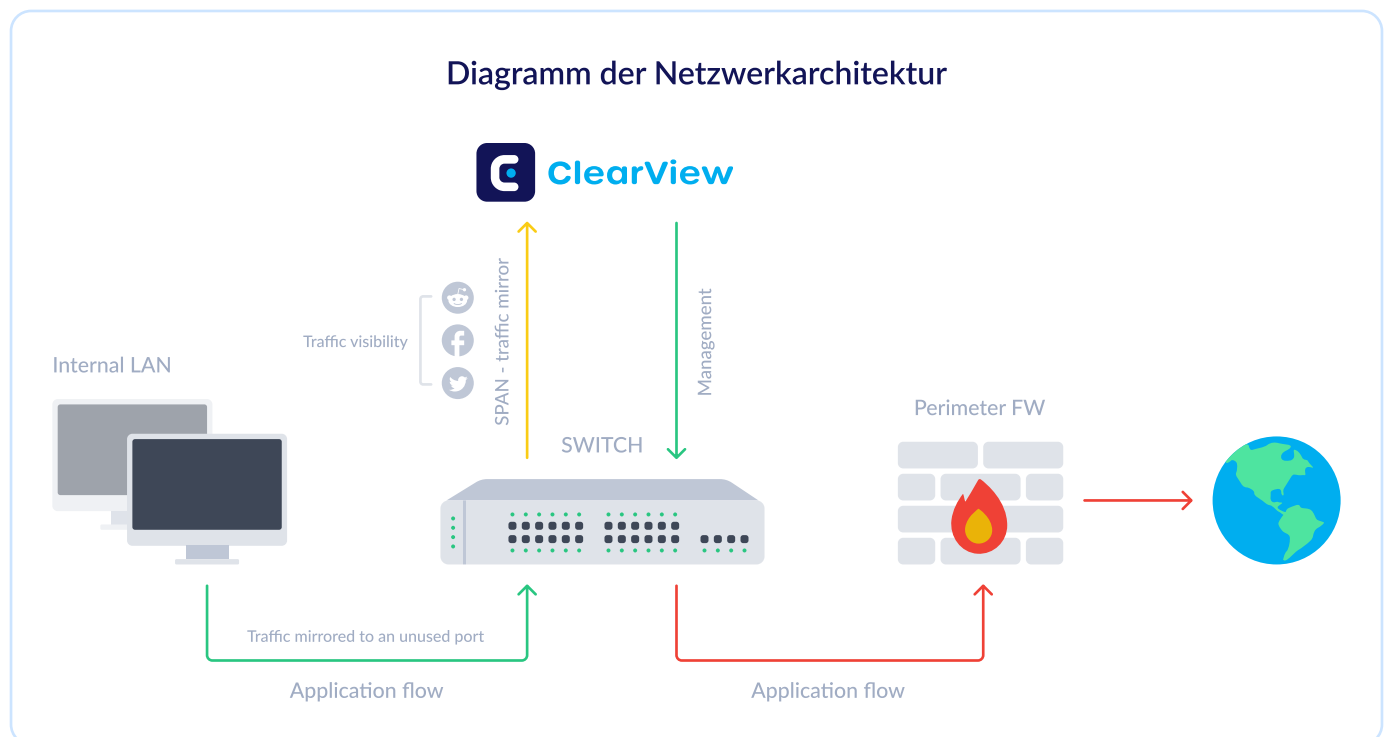 Diagramm der Netzwerkarchitektur
ClearView
SPAN - traffic mirror
Management
Traffic visibility
Internal LAN
SWITCH
Perimeter FW
Traffic mirrored to an unused port
Application flow
Application flow